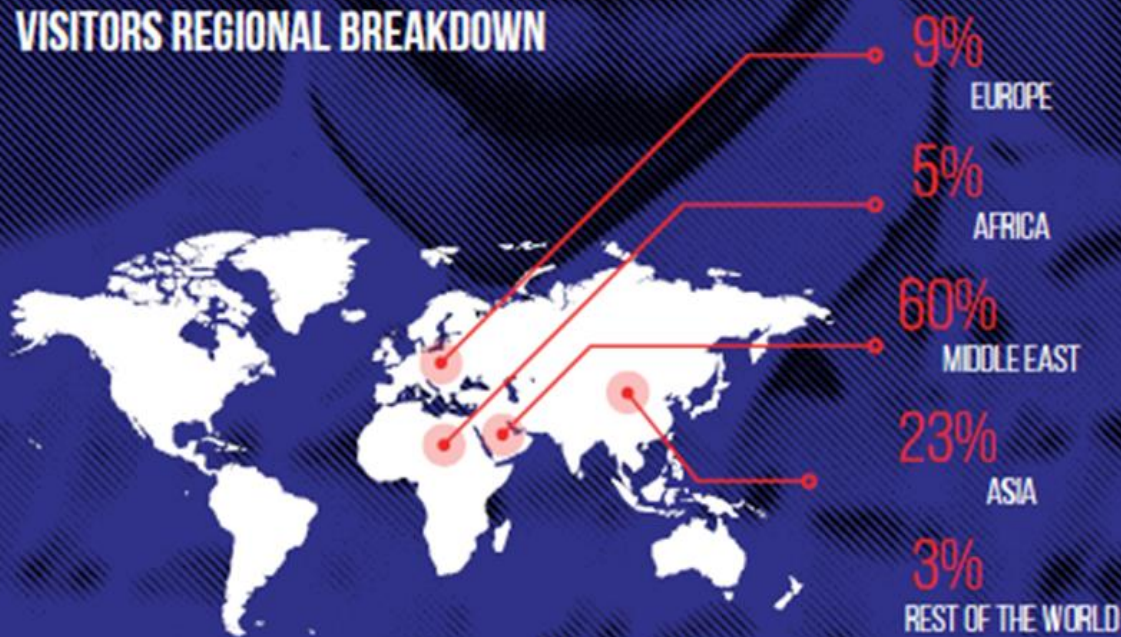 VISITORS REGIONAL BREAKDOWN
9%
EUROPE
5%
AFRICA
60%
MIDDLE EAST
23%
ASIA
3%
REST OF THE WORLD